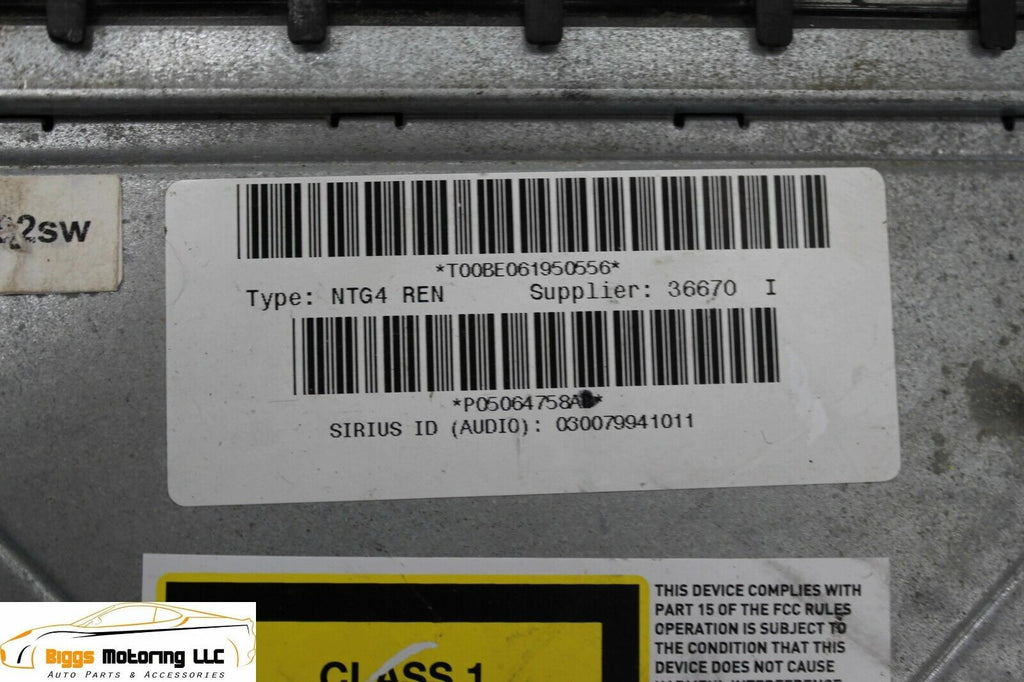 2sw
*T00BE061950556*
Type: NTG4 REN Supplier: 36670 I
SIRIUS ID (AUDIO): 030079941011
THIS DEVICE COMPLIES WITH
PART 15 OF THE FCC RULES
OPERATION IS SUBJECT TO
THE CONDITION THAT THIS
DEVICE DOES NOT CAUSE
CLASS 1
Biggs Motoring LLC
Auto Parts & Accessories